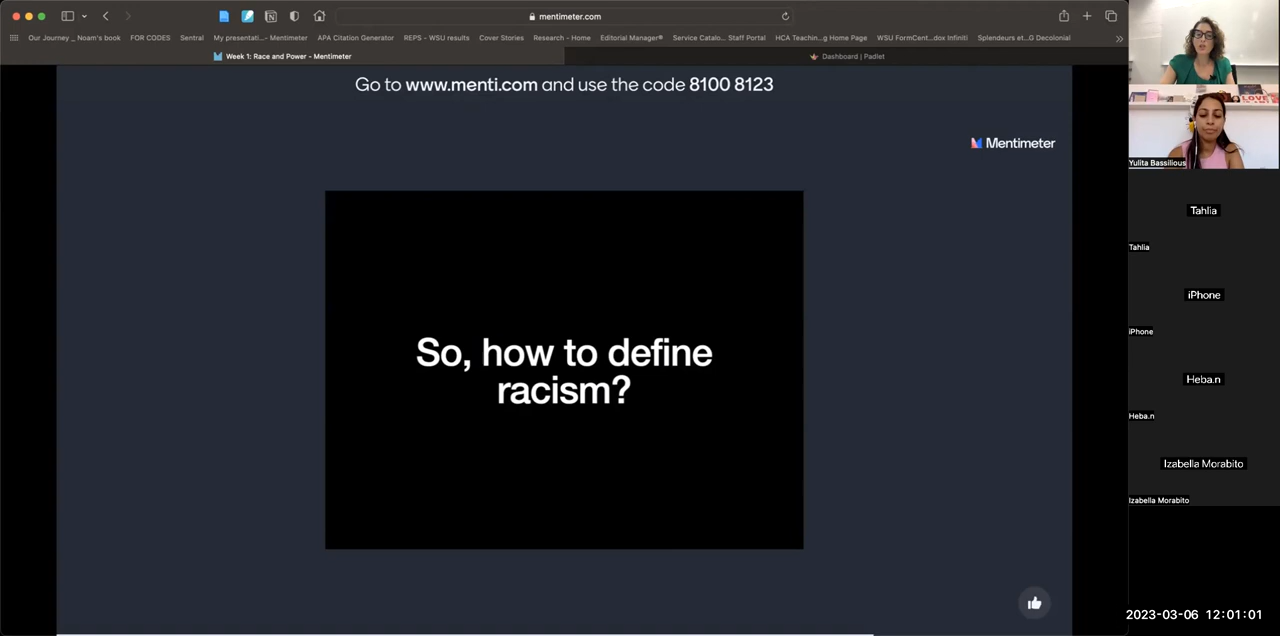 mentimeter.com
Our Journey _ Noam's book
FOR CODES
Sentral
My presentati...- Mentimeter
APA Citation Generator
REPS - WSU results
Cover Stories
Research - Home
Editorial Manager®
Service Catalo... Staff Portal
HCA Teachin...g Home Page
WSU FormCent...dox Infiniti
Splendeurs et...G Decolonial
Week 1: Race and Power - Mentimeter
Dashboard | Padlet
Go to www.menti.com and use the code 8100 8123
Mentimeter
So, how to define
racism?
LOVE
Yulita Bassilious
Tahlia
Tahlia
iPhone
iPhone
Heba.n
Heba.n
Izabella Morabito
Izabella Morabito
2023-03-06 12:01:01